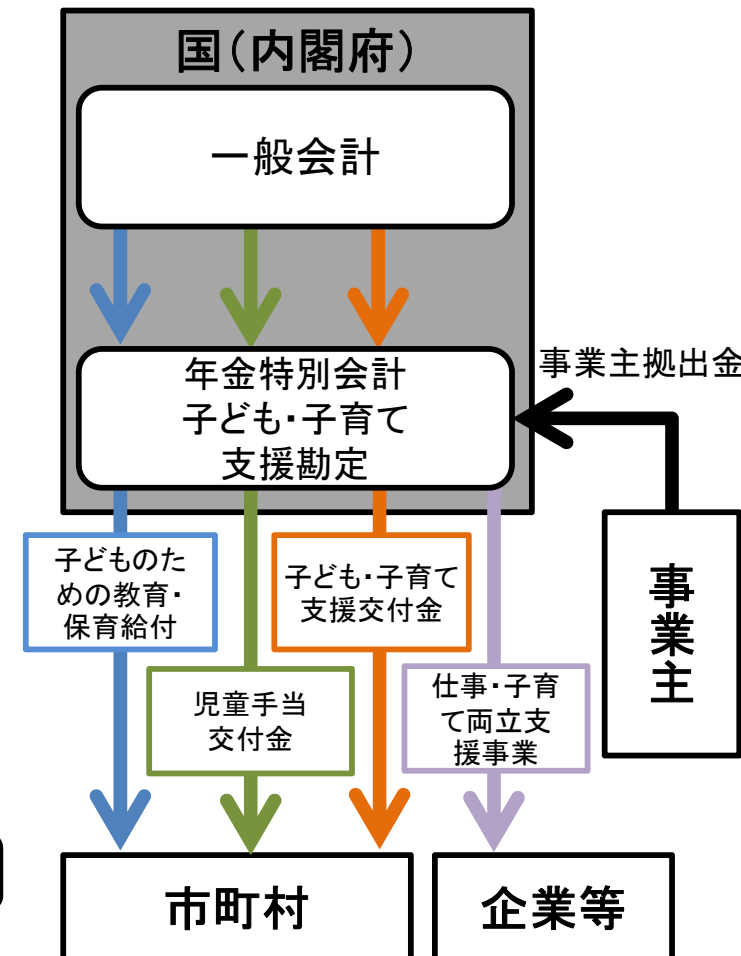 国(内閣府)
一般会計
年金特別会計
子ども・子育て
支援勘定
事業主拠出金
子どものた
めの教育・
保育給付
子ども・子育て
支援交付金
事業主
児童手当
交付金
仕事・子育
て両立支
援事業
市町村
企業等